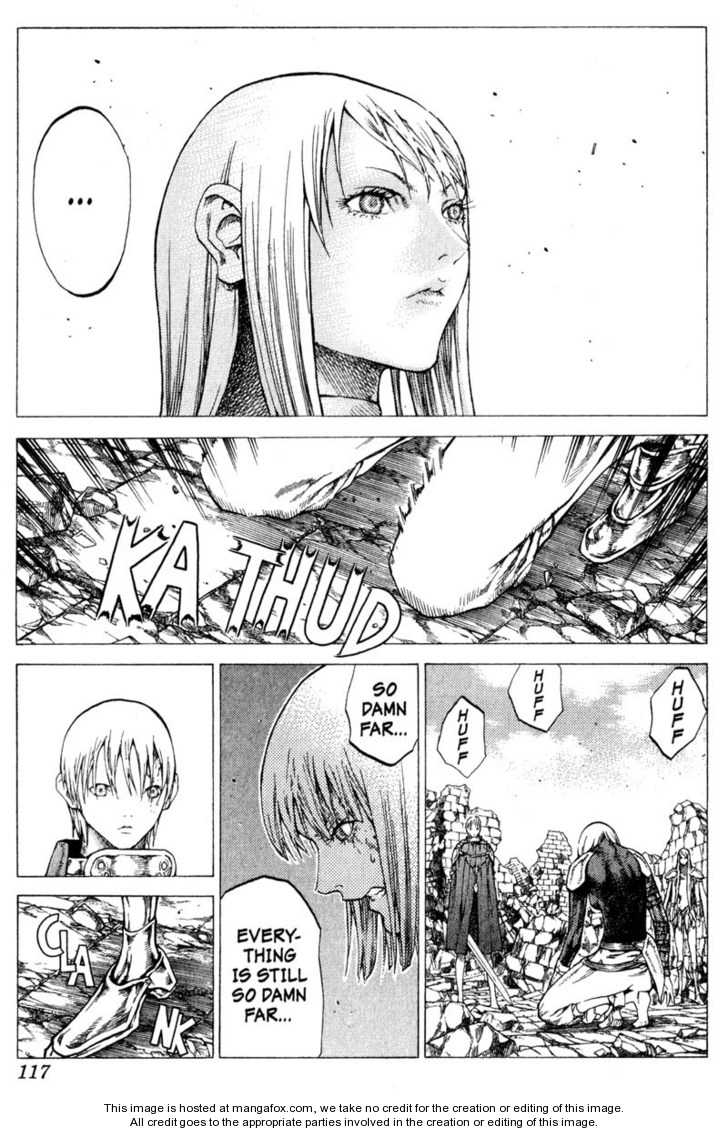 ...
KA THUD
HUFF
HUFF
HUFF
SO
DAMN
FAR...
EVERY-
THING
IS STILL
SO DAMN
FAR...
CLA
NK
117
This image is hosted at mangafox.com, we take no credit for the creation or editing of this image.
All credit goes to the appropriate parties involved in the creation or editing of this image.